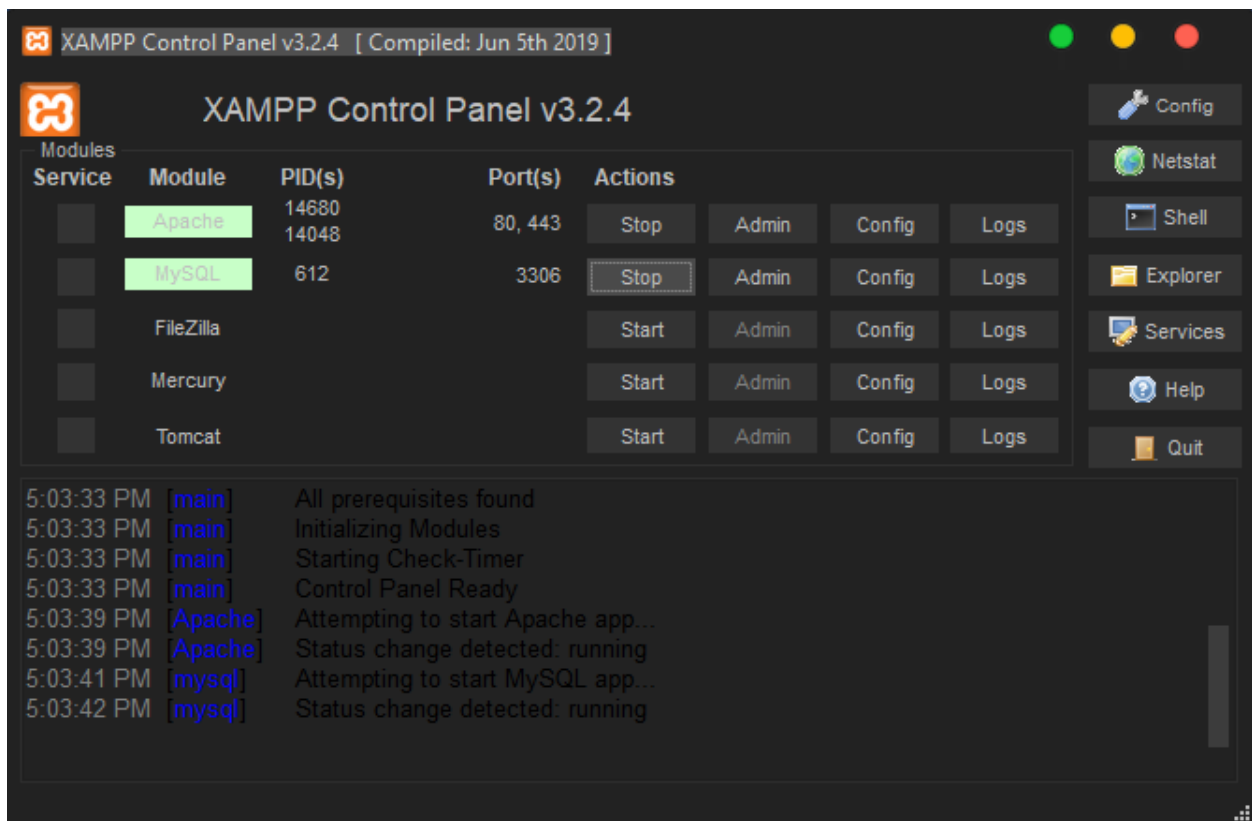 XAMPP Control Panel v3.2.4 [ Compiled: Jun 5th 2019 ]
XAMPP Control Panel v3.2.4
Config
Netstat
Shell
Explorer
Services
Help
Quit
Modules
Service Module PID(s) Port(s) Actions
Apache 14680 14048 80, 443 Stop Admin Config Logs
MySQL 612 3306 Stop Admin Config Logs
FileZilla Start Admin Config Logs
Mercury Start Admin Config Logs
Tomcat Start Admin Config Logs
5:03:33 PM [main] All prerequisites found
5:03:33 PM [main] Initializing Modules
5:03:33 PM [main] Starting Check-Timer
5:03:33 PM [main] Control Panel Ready
5:03:39 PM [Apache] Attempting to start Apache app...
5:03:39 PM [Apache] Status change detected: running
5:03:41 PM [mysql] Attempting to start MySQL app...
5:03:42 PM [mysql] Status change detected: running